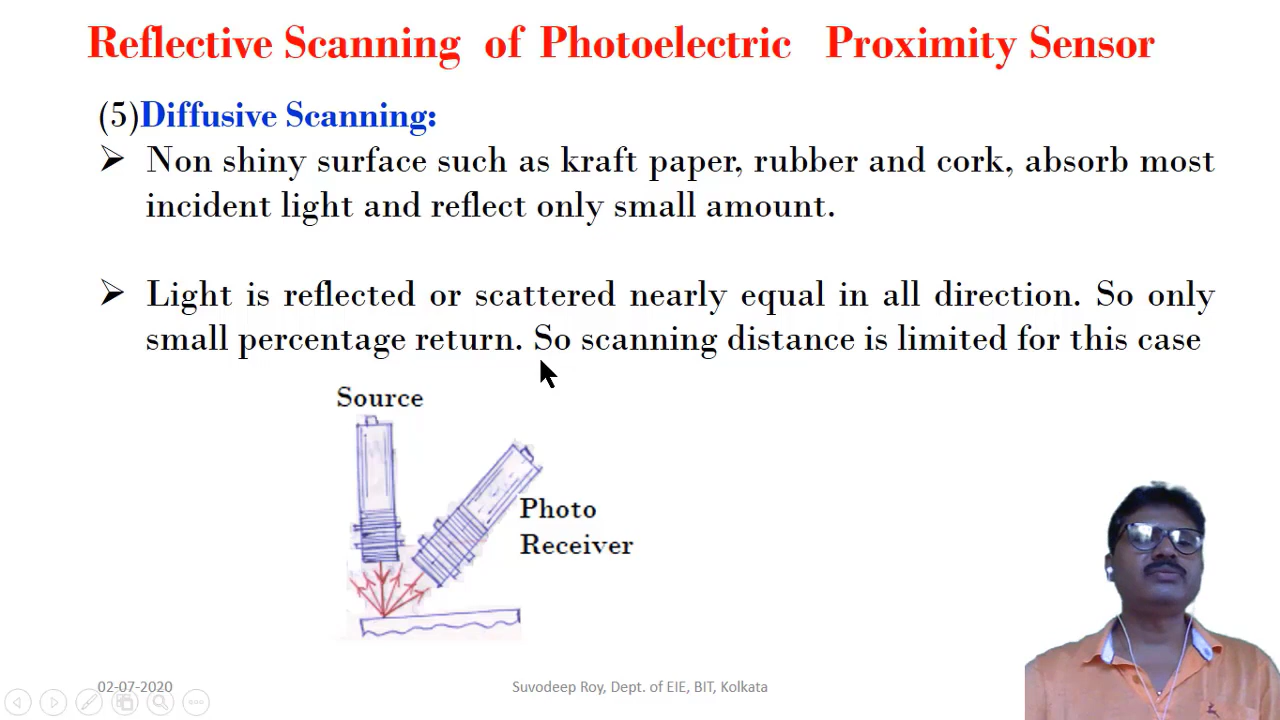 Reflective Scanning of Photoelectric Proximity Sensor
(5)Diffusive Scanning:
Non shiny surface such as kraft paper, rubber and cork, absorb most
incident light and reflect only small amount.
Light is reflected or scattered nearly equal in all direction. So only
small percentage return. So scanning distance is limited for this case
Source
Photo
Receiver
02-07-2020
Suvodeep Roy, Dept. of EIE, BIT, Kolkata